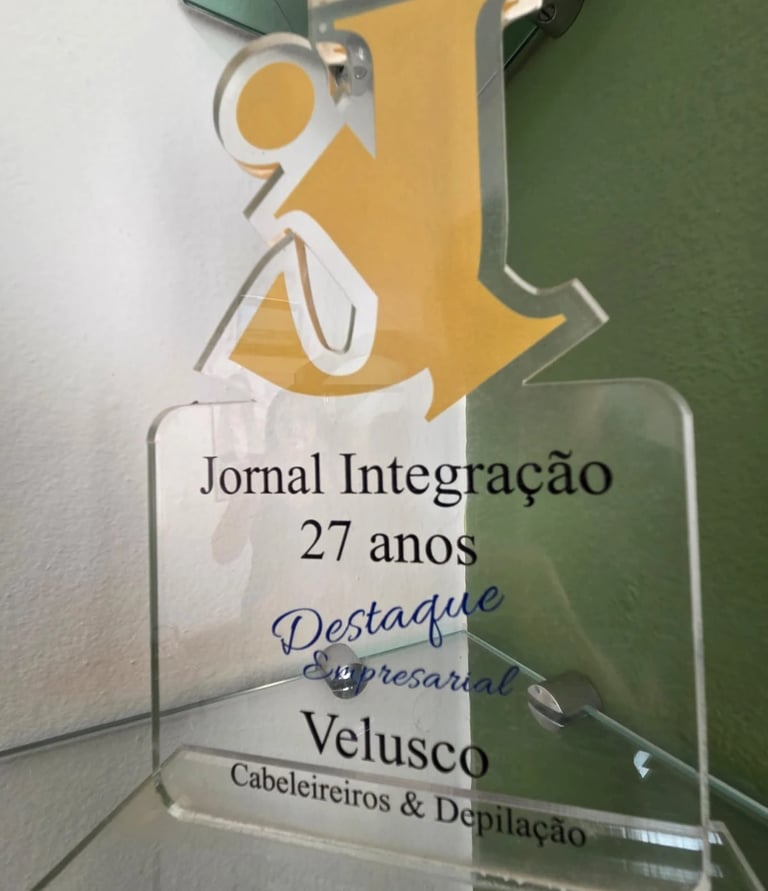 Jornal Integração
27 anos
Destaque
Empresarial
Velusco
Cabeleireiros & Depilação